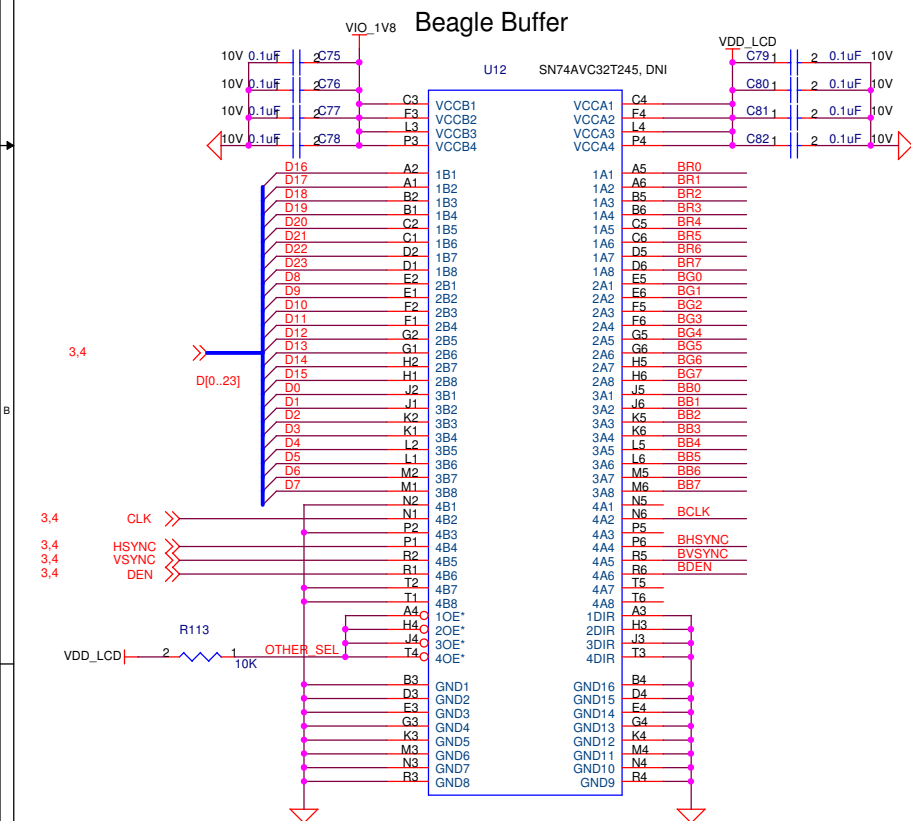 Beagle Buffer
VIO_1V8
VDD_LCD
U12 SN74AVC32T245, DNI
10V 0.1uF 1 2 C75
C79 1 2 0.1uF 10V
10V 0.1uF 1 2 C76
C80 1 2 0.1uF 10V
10V 0.1uF 1 2 C77
C81 1 2 0.1uF 10V
10V 0.1uF 1 2 C78
C82 1 2 0.1uF 10V
C3 VCCB1 VCCA1 C4
F3 VCCB2 VCCA2 F4
L3 VCCB3 VCCA3 L4
P3 VCCB4 VCCA4 P4
D16 A2 1B1 1A1 A5 BR0
D17 A1 1B2 1A2 A6 BR1
D18 B2 1B3 1A3 B5 BR2
D19 B1 1B4 1A4 B6 BR3
D20 C2 1B5 1A5 C5 BR4
D21 C1 1B6 1A6 C6 BR5
D22 D2 1B7 1A7 D5 BR6
D23 D1 1B8 1A8 D6 BR7
D8 E2 2B1 2A1 E5 BG0
D9 E1 2B2 2A2 E6 BG1
D10 F2 2B3 2A3 F5 BG2
D11 F1 2B4 2A4 F6 BG3
D12 G2 2B5 2A5 G5 BG4
3,4 D13 G1 2B6 2A6 G6 BG5
D14 H2 2B7 2A7 H5 BG6
D[0..23] D15 H1 2B8 2A8 H6 BG7
D0 J2 3B1 3A1 J5 BB0
D1 J1 3B2 3A2 J6 BB1
B D2 K2 3B3 3A3 K5 BB2
D3 K1 3B4 3A4 K6 BB3
D4 L2 3B5 3A5 L5 BB4
D5 L1 3B6 3A6 L6 BB5
D6 M2 3B7 3A7 M5 BB6
D7 M1 3B8 3A8 M6 BB7
N2 4B1 4A1 N5
3,4 CLK N1 4B2 4A2 N6 BCLK
P2 4B3 4A3 P5
3,4 HSYNC P1 4B4 4A4 P6 BHSYNC
3,4 VSYNC R2 4B5 4A5 R5 BVSYNC
3,4 DEN R1 4B6 4A6 R6 BDEN
T2 4B7 4A7 T5
T1 4B8 4A8 T6
A4 1OE* 1DIR A3
R113 H4 2OE* 2DIR H3
J4 3OE* 3DIR J3
VDD_LCD 2 1 OTHER_SEL T4 4OE* 4DIR T3
10K
B3 GND1 GND16 B4
D3 GND2 GND15 D4
E3 GND3 GND14 E4
G3 GND4 GND13 G4
K3 GND5 GND12 K4
M3 GND6 GND11 M4
N3 GND7 GND10 N4
R3 GND8 GND9 R4